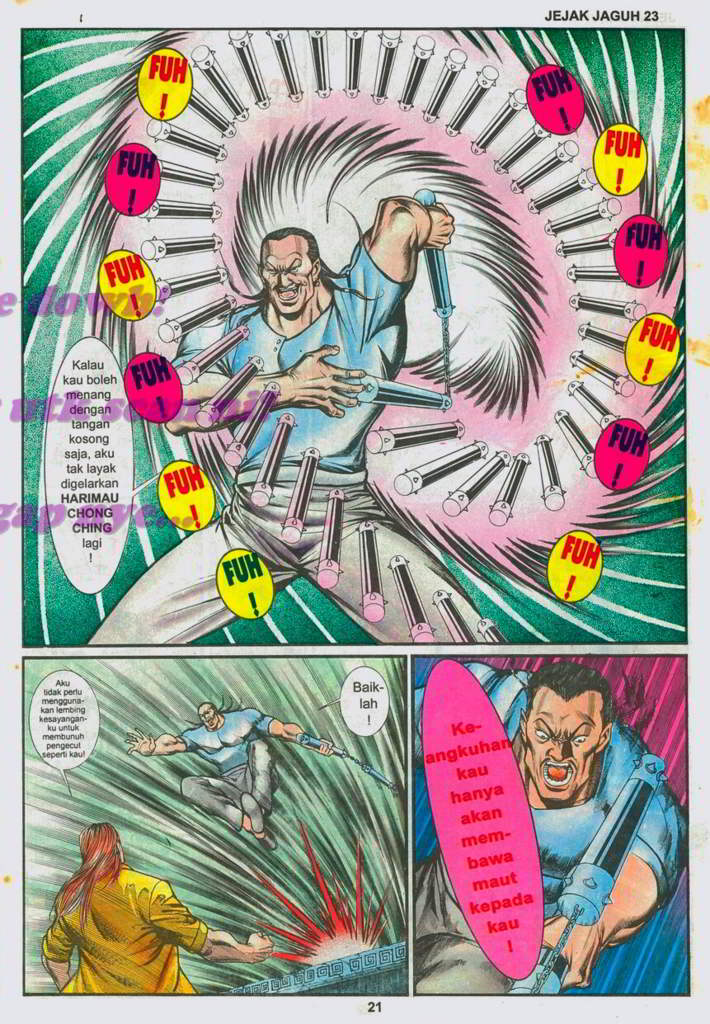 JEJAK JAGUH 23
FUH
!
FUH
!
FUH
!
FUH
!
FUH
!
FUH
!
FUH
!
FUH
!
FUH
!
FUH
!
FUH
!
FUH
!
FUH
!
Kalau
kau boleh
menang
dengan
tangan
kosong
saja, aku
tak layak
digelarkan
HARIMAU
CHONG
CHING
lagi
!
Aku
tidak perlu
mengguna-
kan lembing
kesayangan-
ku untuk
membunuh
pengecut
seperti kau!
Baik-
lah
!
Ke-
angkuhan
kau
hanya
akan
mem-
bawa
maut
kepada
kau
!
21